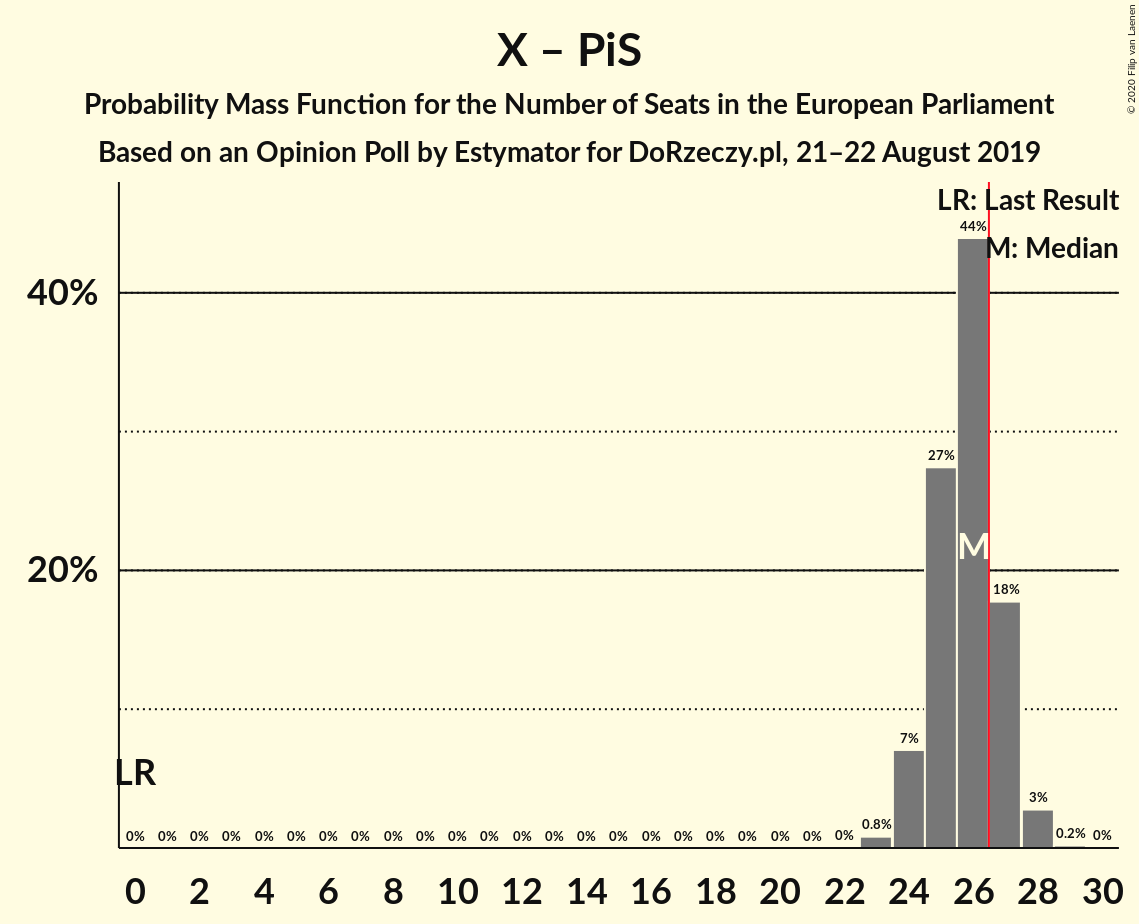 X – PiS
Probability Mass Function for the Number of Seats in the European Parliament
Based on an Opinion Poll by Estymator for DoRzeczy.pl, 21–22 August 2019
© 2020 Filip van Laenen
LR: Last Result
M: Median
44%
40%
27%
M
20%
18%
7%
LR
3%
0% 0% 0% 0% 0% 0% 0% 0% 0% 0% 0% 0% 0% 0% 0% 0% 0% 0% 0% 0% 0% 0% 0% 0.8% 0.2% 0%
0 2 4 6 8 10 12 14 16 18 20 22 24 26 28 30